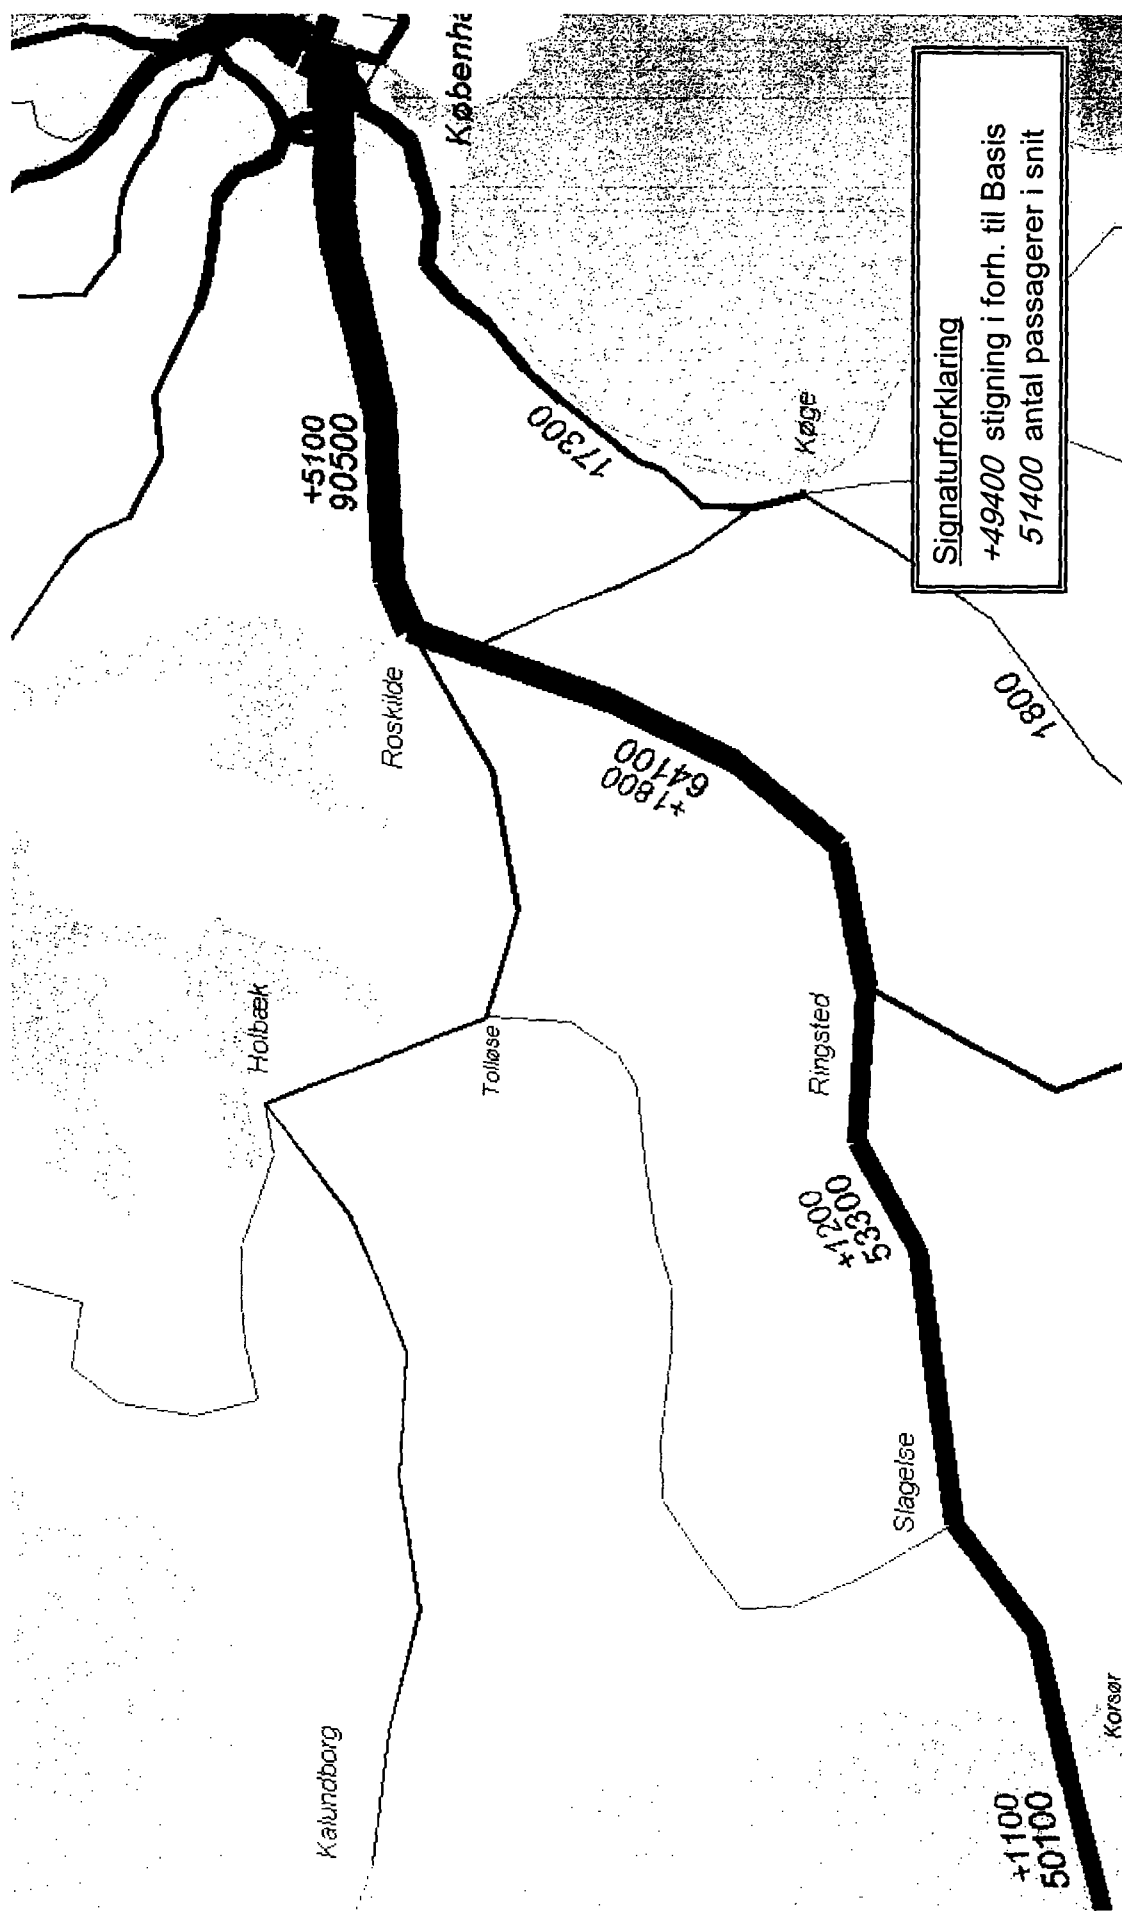 Københa
+5100
90500
17300
Køge
Roskilde
+1800
64100
1800
Holbæk
Tølløse
Ringsted
+1200
53300
Slagelse
Kalundborg
Korsør
+1100
50100
Signaturforklaring
+49400 stigning i forh. til Basis
51400 antal passagerer i snit